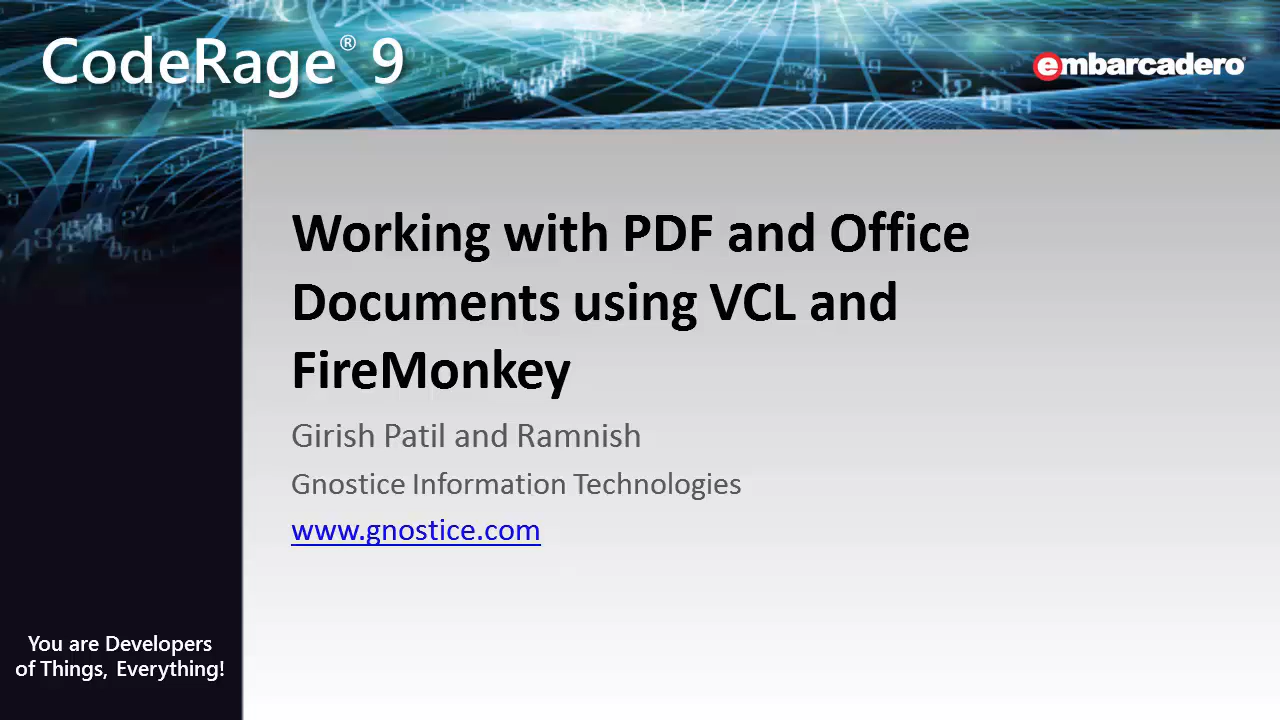 CodeRage® 9
embarcadero
Working with PDF and Office
Documents using VCL and
FireMonkey
Girish Patil and Ramnish
Gnostice Information Technologies
www.gnostice.com
You are Developers
of Things, Everything!